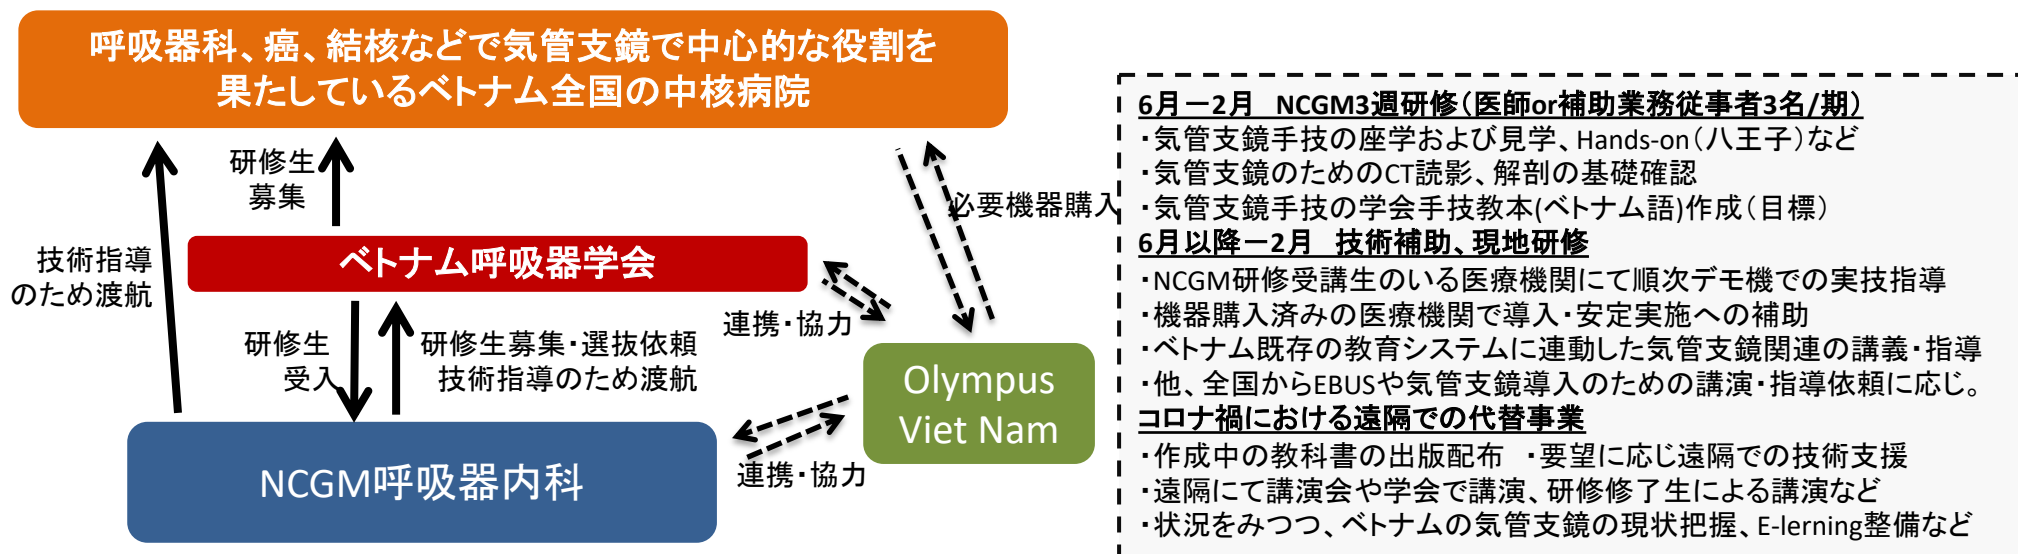 呼吸器科、癌、結核などで気管支鏡で中心的な役割を
果たしているベトナム全国の中核病院
研修生
募集
必要機器購入
技術指導
のため渡航
ベトナム呼吸器学会
連携・協力
研修生
受入
研修生募集・選抜依頼
技術指導のため渡航
Olympus
Viet Nam
NCGM呼吸器内科
連携・協力
6月－2月　NCGM3週研修（医師or補助業務従事者3名/期）
・気管支鏡手技の座学および見学、Hands-on（八王子）など
・気管支鏡のためのCT読影、解剖の基礎確認
・気管支鏡手技の学会手技教本(ベトナム語)作成（目標）
6月以降－2月　技術補助、現地研修
・NCGM研修受講生のいる医療機関にて順次デモ機での実技指導
・機器購入済みの医療機関で導入・安定実施への補助
・ベトナム既存の教育システムに連動した気管支鏡関連の講義・指導
・他、全国からEBUSや気管支鏡導入のための講演・指導依頼に応じ。
コロナ禍における遠隔での代替事業
・作成中の教科書の出版配布　・要望に応じ遠隔での技術支援
・遠隔にて講演会や学会で講演、研修修了生による講演など
・状況をみつつ、ベトナムの気管支鏡の現状把握、E-lerning整備など